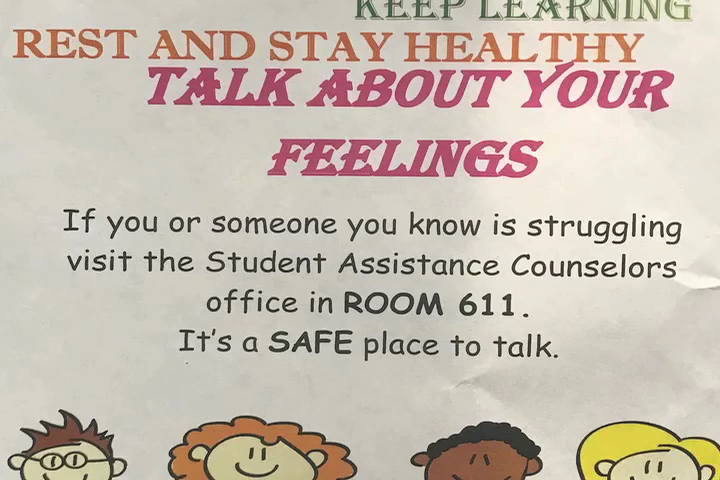 KEEP LEARNING
REST AND STAY HEALTHY
TALK ABOUT YOUR
FEELINGS
If you or someone you know is struggling
visit the Student Assistance Counselors
office in ROOM 611.
It's a SAFE place to talk.